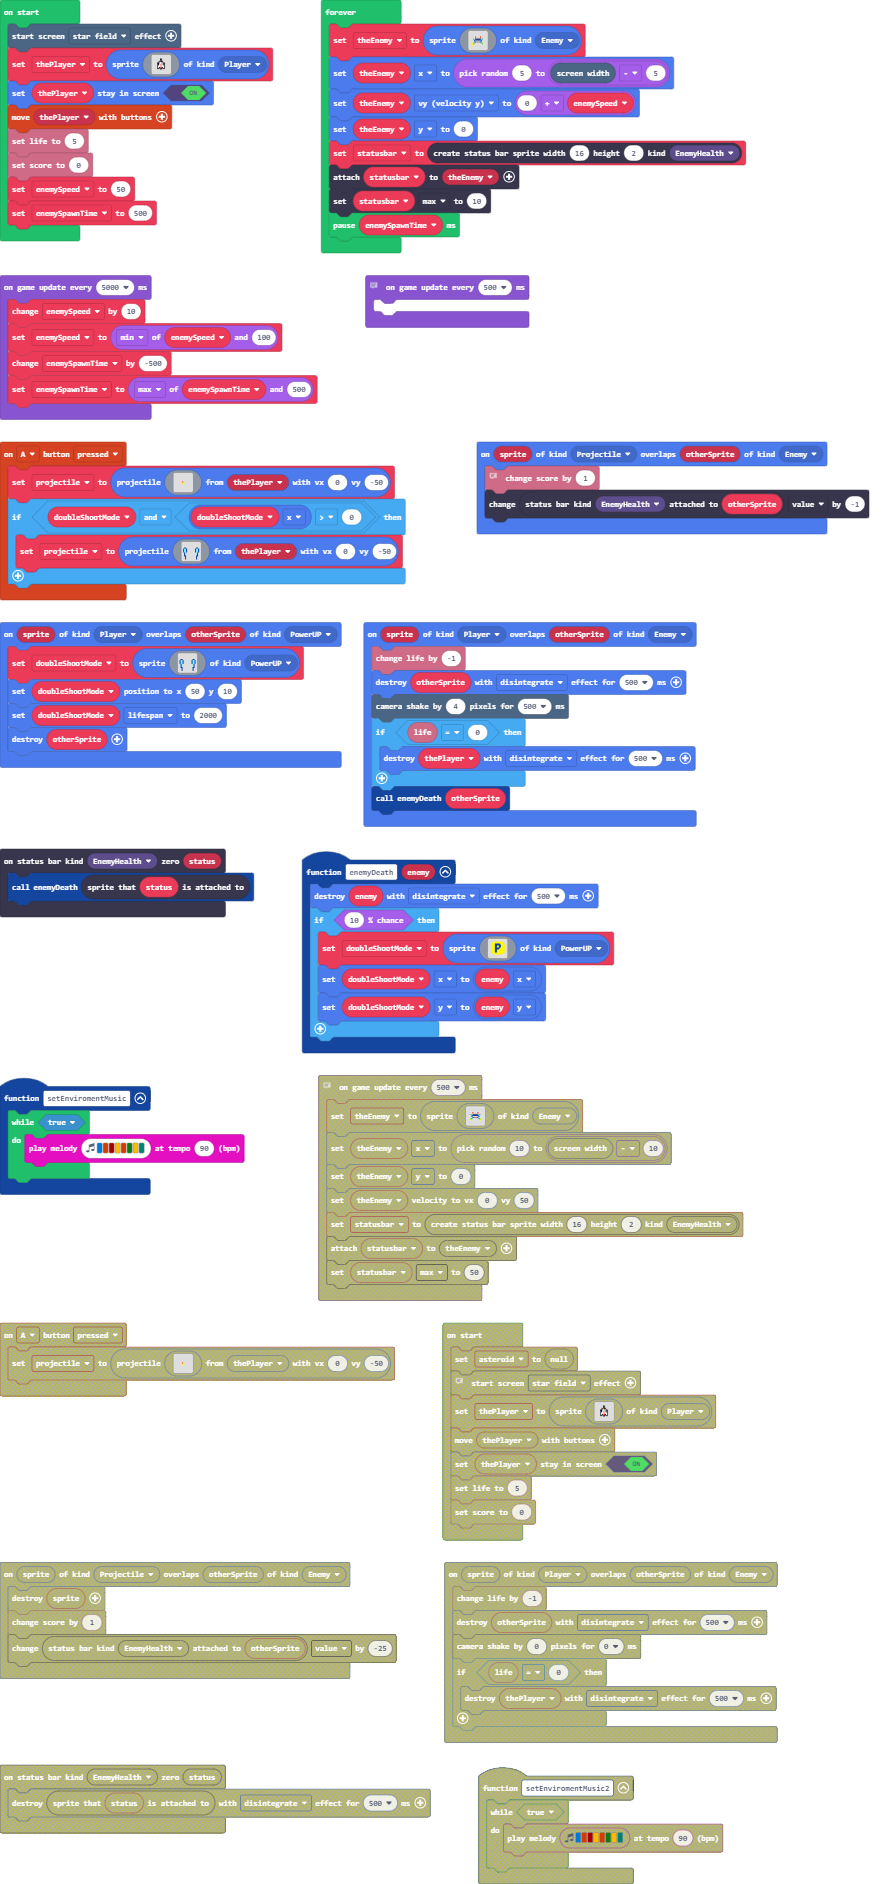 on start
start screen star field effect
set thePlayer to sprite of kind Player
set thePlayer stay in screen ON
move thePlayer with buttons
set life to 5
set score to 0
set enemySpeed to 50
set enemySpawnTime to 500
forever
set theEnemy to sprite of kind Enemy
set theEnemy x to pick random 5 to screen width - 5
set theEnemy vy (velocity y) to 0 + enemySpeed
set theEnemy y to 0
set statusbar to create status bar sprite width 16 height 2 kind EnemyHealth
attach statusbar to theEnemy
set statusbar max to 10
pause enemySpawnTime ms
on game update every 5000 ms
change enemySpeed by 10
set enemySpeed to min of enemySpeed and 100
change enemySpawnTime by -500
set enemySpawnTime to max of enemySpawnTime and 500
on game update every 500 ms
on A button pressed
set projectile to projectile from thePlayer with vx 0 vy -50
if doubleShootMode and doubleShootMode x > 0 then
set projectile to projectile from thePlayer with vx 0 vy -50
on sprite of kind Projectile overlaps otherSprite of kind Enemy
change score by 1
change status bar kind EnemyHealth attached to otherSprite value by -1
on sprite of kind Player overlaps otherSprite of kind PowerUP
set doubleShootMode to sprite of kind PowerUP
set doubleShootMode position to x 50 y 10
set doubleShootMode lifespan to 2000
destroy otherSprite
on sprite of kind Player overlaps otherSprite of kind Enemy
change life by -1
destroy otherSprite with disintegrate effect for 500 ms
camera shake by 4 pixels for 500 ms
if life = 0 then
destroy thePlayer with disintegrate effect for 500 ms
call enemyDeath otherSprite
on status bar kind EnemyHealth zero status
call enemyDeath sprite that status is attached to
function enemyDeath enemy
destroy enemy with disintegrate effect for 500 ms
if 10 % chance then
set doubleShootMode to sprite P of kind PowerUP
set doubleShootMode x to enemy x
set doubleShootMode y to enemy y
function setEnviromentMusic
while true
do play melody at tempo 90 (bpm)
on game update every 500 ms
set theEnemy to sprite of kind Enemy
set theEnemy x to pick random 10 to screen width - 10
set theEnemy y to 0
set theEnemy velocity to vx 0 vy 50
set statusbar to create status bar sprite width 16 height 2 kind EnemyHealth
attach statusbar to theEnemy
set statusbar max to 50
on A button pressed
set projectile to projectile from thePlayer with vx 0 vy -50
on start
set asteroid to null
start screen star field effect
set thePlayer to sprite of kind Player
move thePlayer with buttons
set thePlayer stay in screen ON
set life to 5
set score to 0
on sprite of kind Projectile overlaps otherSprite of kind Enemy
destroy sprite
change score by 1
change status bar kind EnemyHealth attached to otherSprite value by -25
on sprite of kind Player overlaps otherSprite of kind Enemy
change life by -1
destroy otherSprite with disintegrate effect for 500 ms
camera shake by 0 pixels for 0 ms
if life = 0 then
destroy thePlayer with disintegrate effect for 500 ms
on status bar kind EnemyHealth zero status
destroy sprite that status is attached to with disintegrate effect for 500 ms
function setEnviromentMusic2
while true
do play melody at tempo 90 (bpm)